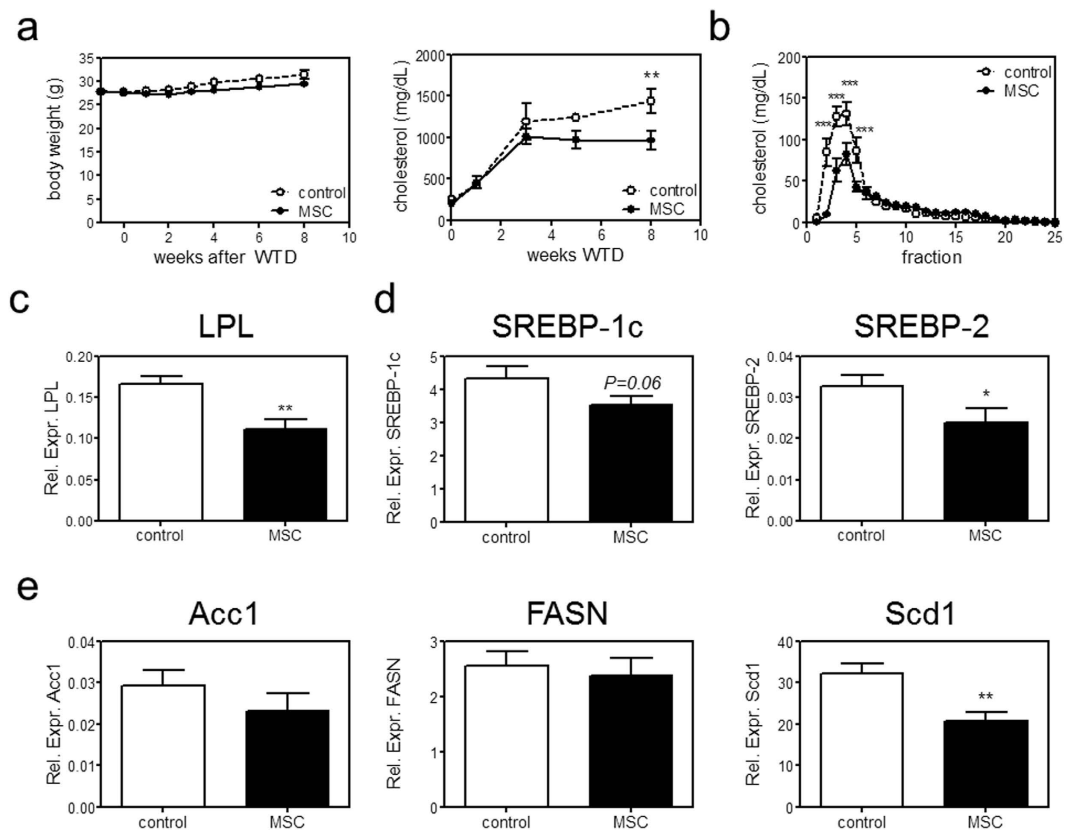 a
b
body weight (g)
35
30
25
20
15
10
5
0
control
MSC
0
2
4
6
8
10
weeks after WTD
cholesterol (mg/dL)
2000
1500
1000
500
0
**
control
MSC
0
2
4
6
8
10
weeks WTD
cholesterol (mg/dL)
200
150
100
50
0
***
***
***
***
control
MSC
0
5
10
15
20
25
fraction
c
d
LPL
Rel. Expr. LPL
0.20
0.15
0.10
0.05
0.00
**
control
MSC
SREBP-1c
Rel. Expr. SREBP-1c
5
4
3
2
1
0
P=0.06
control
MSC
SREBP-2
Rel. Expr. SREBP-2
0.04
0.03
0.02
0.01
0.00
*
control
MSC
e
Acc1
Rel. Expr. Acc1
0.04
0.03
0.02
0.01
0.00
control
MSC
FASN
Rel. Expr. FASN
3
2
1
0
control
MSC
Scd1
Rel. Expr. Scd1
40
30
20
10
0
**
control
MSC